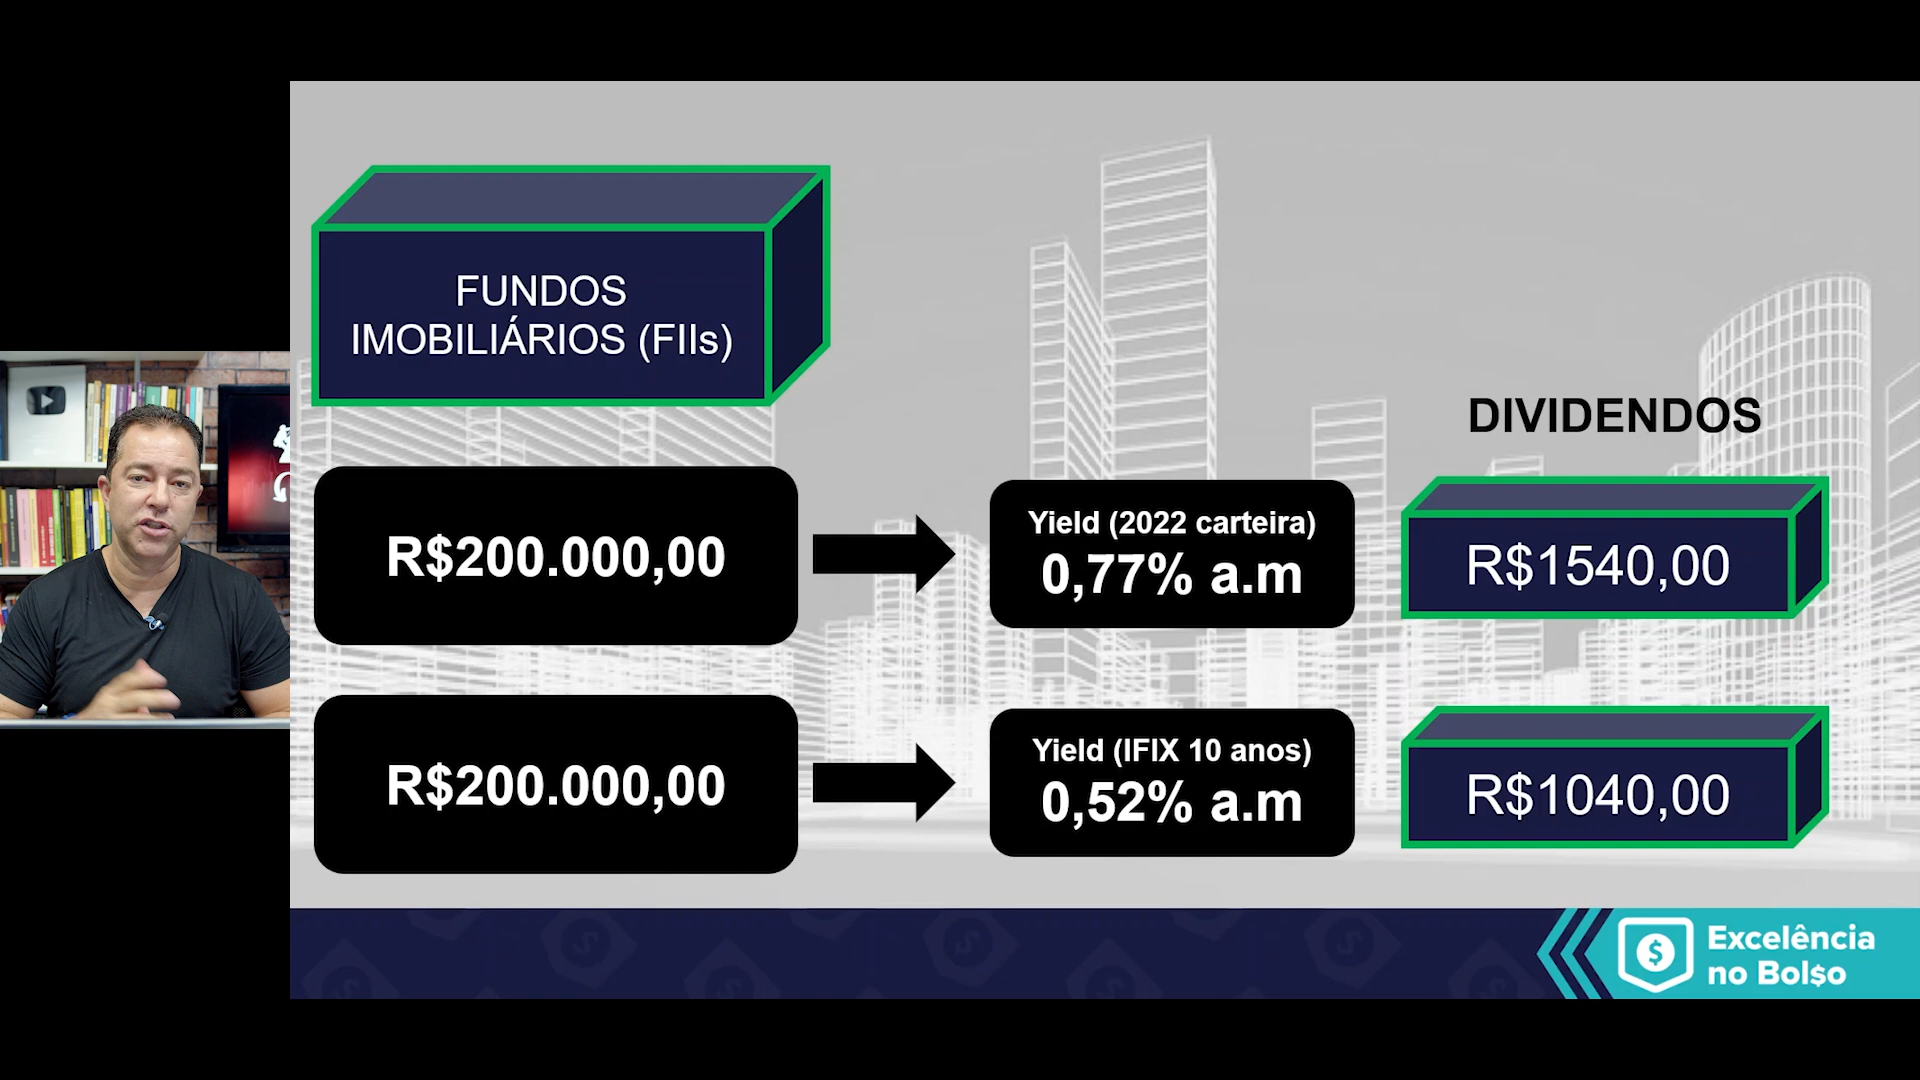 FUNDOS
IMOBILIÁRIOS (FIIs)
DIVIDENDOS
R$200.000,00
Yield (2022 carteira)
0,77% a.m
R$1540,00
R$200.000,00
Yield (IFIX 10 anos)
0,52% a.m
R$1040,00
Excelência
no Bol$o